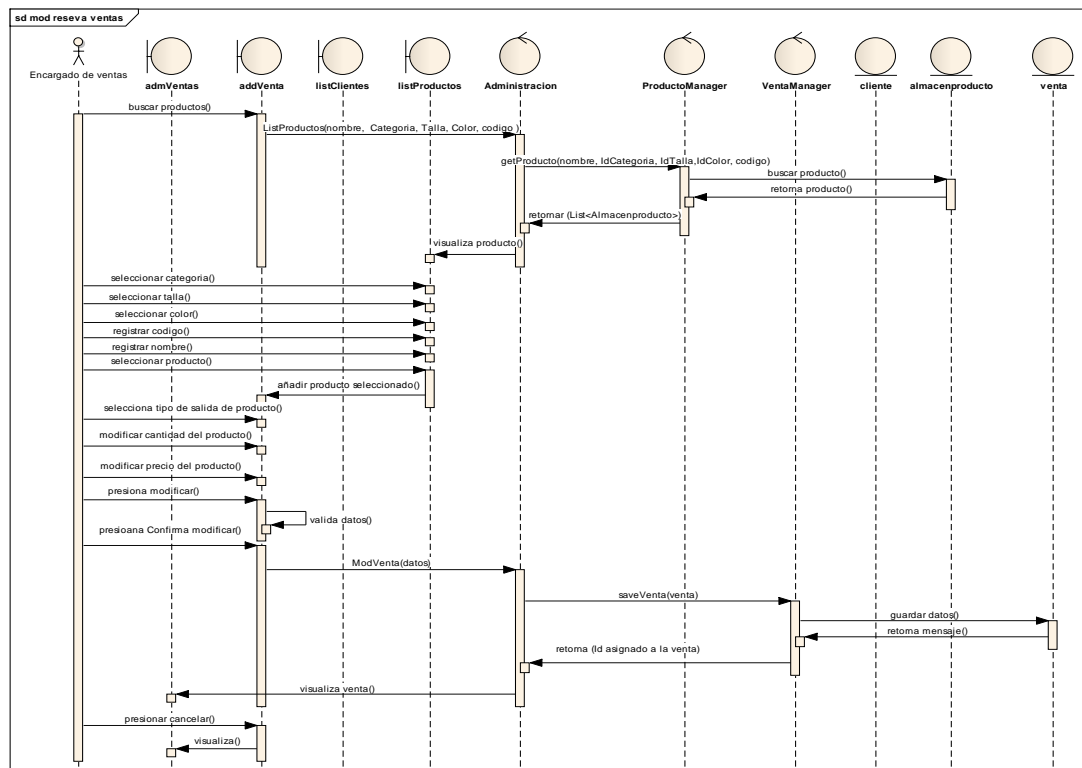 sd mod reseva ventas
Encargado de ventas
admVentas
addVenta
listClientes
listProductos
Administracion
ProductoManager
VentaManager
cliente
almacenproducto
venta
buscar productos()
ListProductos(nombre, Categoria, Talla, Color, codigo )
getProducto(nombre, IdCategoria, IdTalla,IdColor, codigo)
buscar producto()
retorna producto()
retornar (List<Almacenproducto>)
visualiza producto()
seleccionar categoria()
seleccionar talla()
seleccionar color()
registrar codigo()
registrar nombre()
seleccionar producto()
añadir producto seleccionado()
selecciona tipo de salida de producto()
modificar cantidad del producto()
modificar precio del producto()
presiona modificar()
valida datos()
presioana Confirma modificar()
ModVenta(datos)
saveVenta(venta)
guardar datos()
retorna mensaje()
retorna (Id asignado a la venta)
visualiza venta()
presionar cancelar()
visualiza()